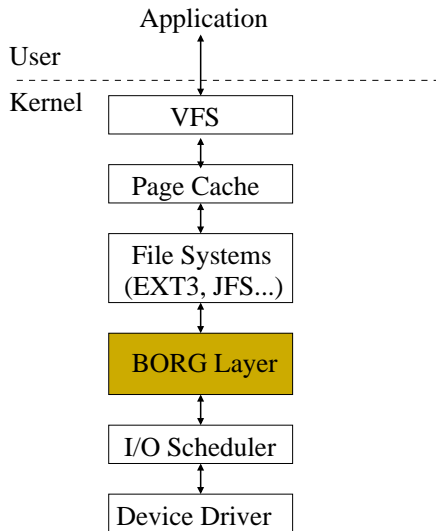 Application
User
Kernel
VFS
Page Cache
File Systems
(EXT3, JFS...)
BORG Layer
I/O Scheduler
Device Driver